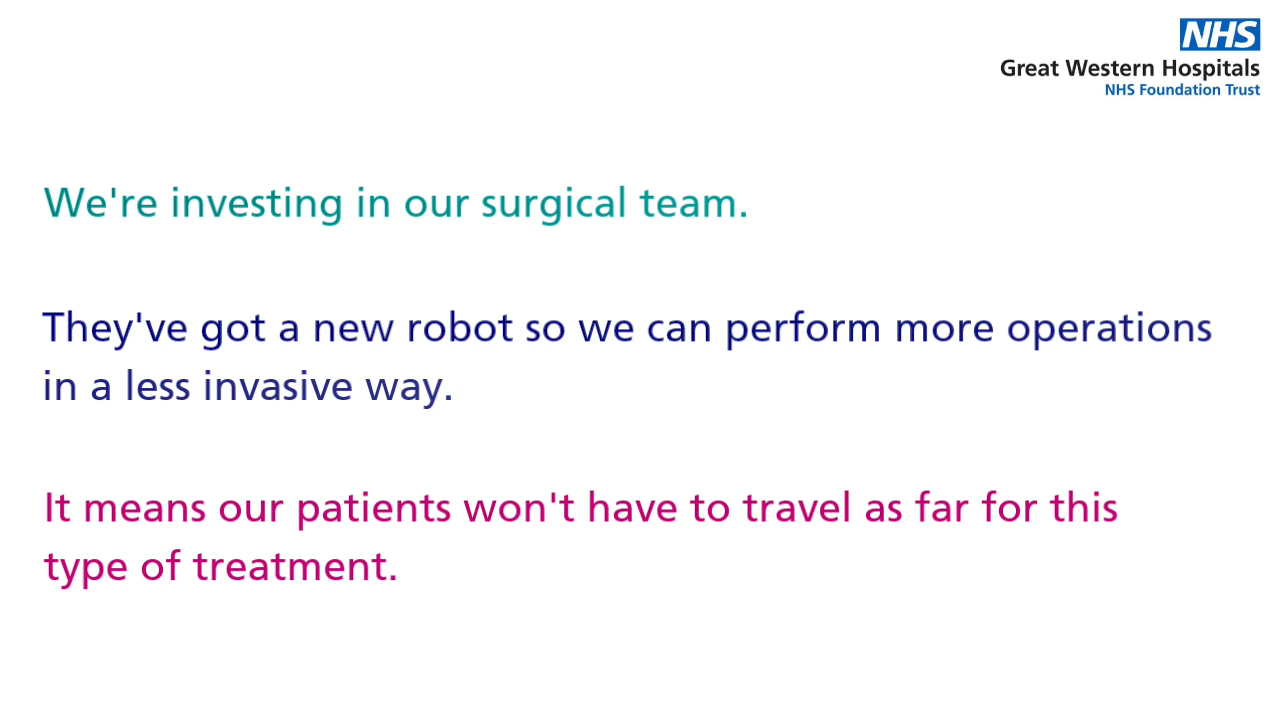 NHS
Great Western Hospitals
NHS Foundation Trust
We're investing in our surgical team.
They've got a new robot so we can perform more operations
in a less invasive way.
It means our patients won't have to travel as far for this
type of treatment.